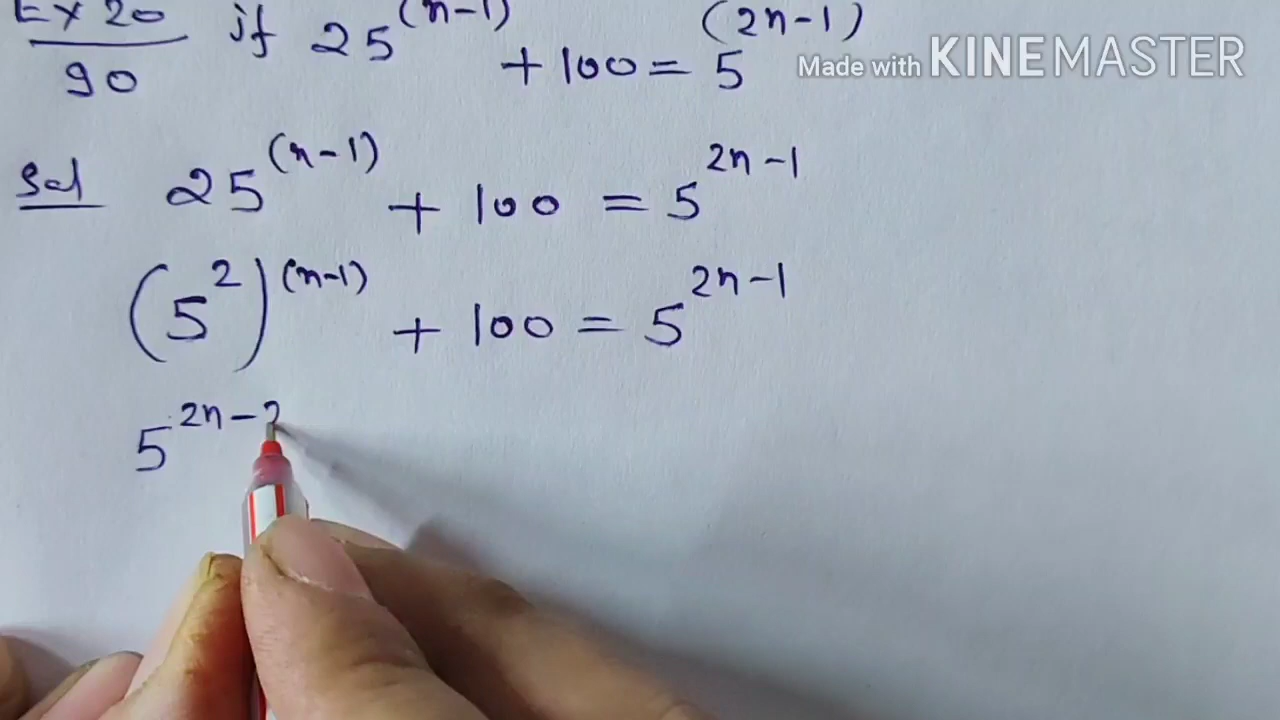 Ex 20 if 25^(n-1) + 100 = 5^(2n-1)
90
Made with KINEMASTER
Sol 25^(n-1) + 100 = 5^2n-1
(5^2)^(n-1) + 100 = 5^2n-1
5^2n-2